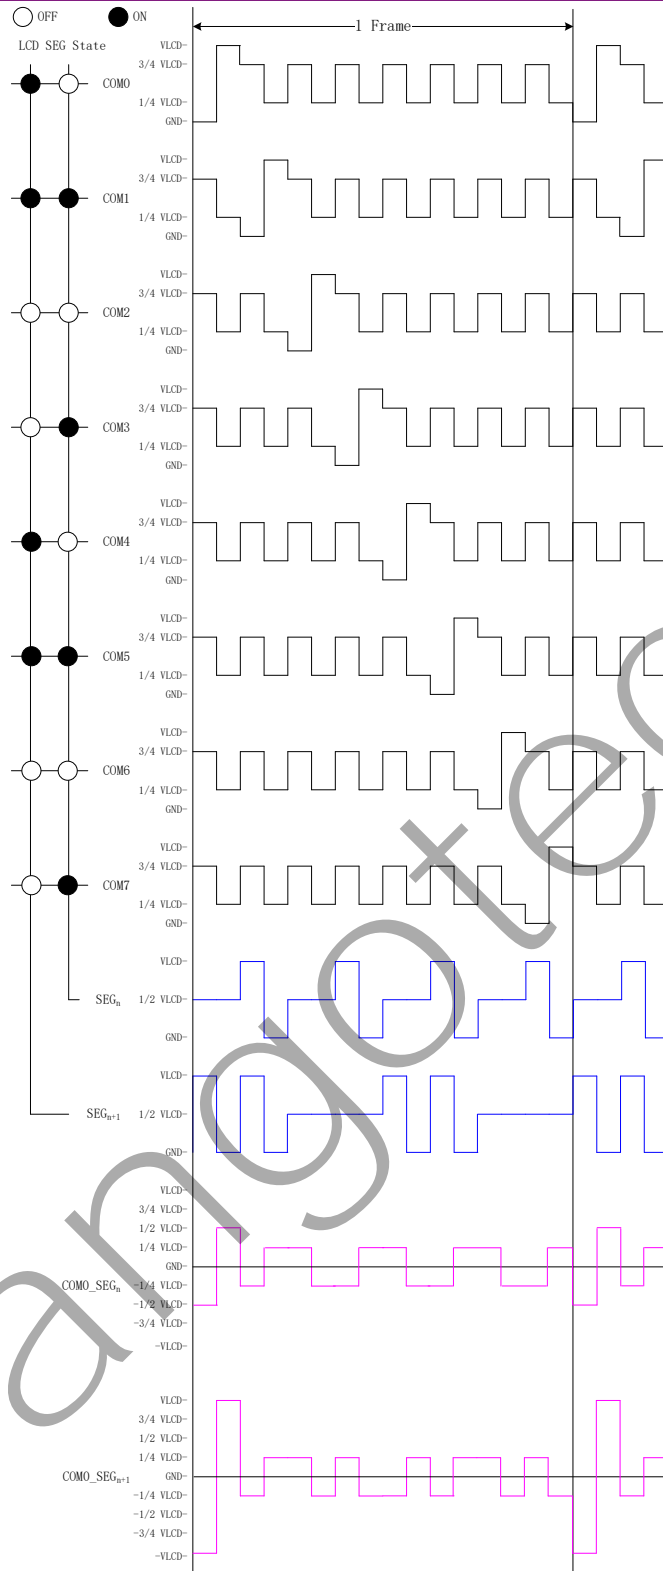 OFF ON
1 Frame
LCD SEG State
VLCD
3/4 VLCD
COM0
1/4 VLCD
GND
VLCD
3/4 VLCD
COM1
1/4 VLCD
GND
VLCD
3/4 VLCD
COM2
1/4 VLCD
GND
VLCD
3/4 VLCD
COM3
1/4 VLCD
GND
VLCD
3/4 VLCD
COM4
1/4 VLCD
GND
VLCD
3/4 VLCD
COM5
1/4 VLCD
GND
VLCD
3/4 VLCD
COM6
1/4 VLCD
GND
VLCD
3/4 VLCD
COM7
1/4 VLCD
GND
VLCD
SEGn 1/2 VLCD
GND
VLCD
SEGn+1 1/2 VLCD
GND
VLCD
3/4 VLCD
1/2 VLCD
1/4 VLCD
GND
COM0_SEGn -1/4 VLCD
-1/2 VLCD
-3/4 VLCD
-VLCD
VLCD
3/4 VLCD
1/2 VLCD
1/4 VLCD
COM0_SEGn+1 GND
-1/4 VLCD
-1/2 VLCD
-3/4 VLCD
-VLCD